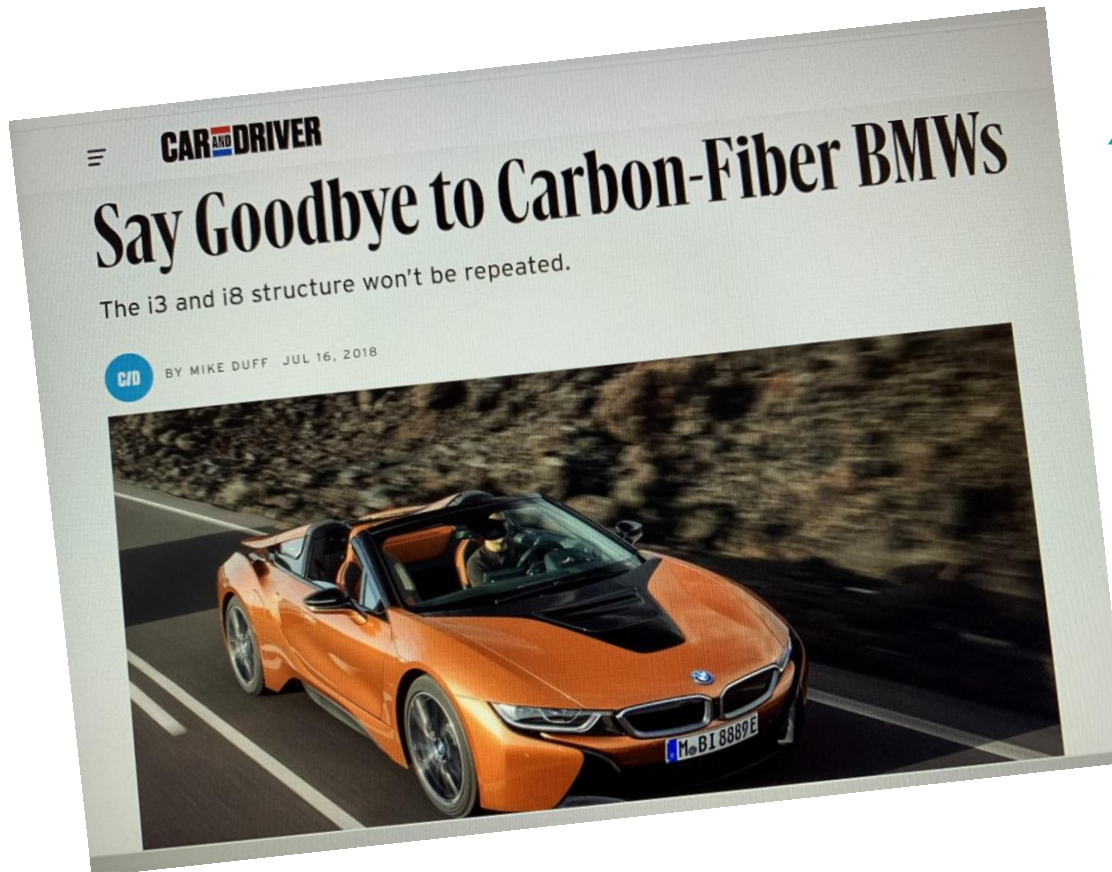 CAR AND DRIVER
Say Goodbye to Carbon-Fiber BMWs
The i3 and i8 structure won't be repeated.
C/D
BY MIKE DUFF JUL 16, 2018
M BI 8889E